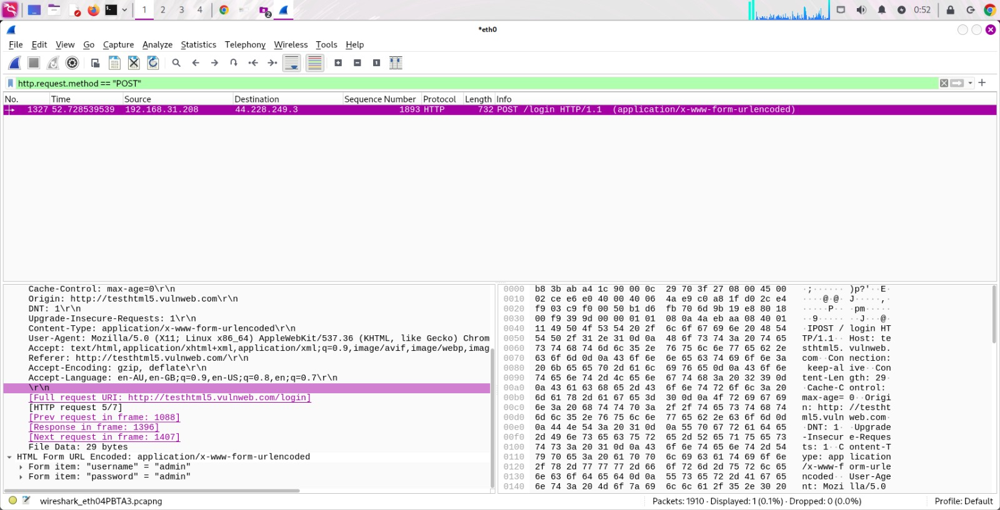 1 2 3 4 2 0:52
*eth0
File Edit View Go Capture Analyze Statistics Telephony Wireless Tools Help
http.request.method == "POST"
No. Time Source Destination Sequence Number Protocol Length Info
1327 52.728539539 192.168.31.208 44.228.249.3 1893 HTTP 732 POST /login HTTP/1.1 (application/x-www-form-urlencoded)
Cache-Control: max-age=0\r\n
Origin: http://testhtml5.vulnweb.com\r\n
DNT: 1\r\n
Upgrade-Insecure-Requests: 1\r\n
Content-Type: application/x-www-form-urlencoded\r\n
User-Agent: Mozilla/5.0 (X11; Linux x86_64) AppleWebKit/537.36 (KHTML, like Gecko) Chrom
Accept: text/html,application/xhtml+xml,application/xml;q=0.9,image/avif,image/webp,imag
Referer: http://testhtml5.vulnweb.com/\r\n
Accept-Encoding: gzip, deflate\r\n
Accept-Language: en-AU,en-GB;q=0.9,en-US;q=0.8,en;q=0.7\r\n
\r\n
[Full request URI: http://testhtml5.vulnweb.com/login]
[HTTP request 5/7]
[Prev request in frame: 1088]
[Response in frame: 1396]
[Next request in frame: 1407]
File Data: 29 bytes
HTML Form URL Encoded: application/x-www-form-urlencoded
Form item: "username" = "admin"
Form item: "password" = "admin"
0000 b8 3b ab a4 1c 90 00 0c 29 70 3f 27 08 00 45 00 ·;······ )p?'··E·
0010 02 ce e6 e0 40 00 40 06 4a e9 c0 a8 1f d0 2c e4 ····@·@· J·····,·
0020 f9 03 c9 f0 00 50 b1 d6 fb 70 6d 9b 19 e8 80 18 ·····P·· ·pm·····
0030 00 f9 39 9d 00 00 01 01 08 0a 4a eb aa 08 40 01 ··9····· ··J···@·
0040 11 49 50 4f 53 54 20 2f 6c 6f 67 69 6e 20 48 54 ·IPOST / login HT
0050 54 50 2f 31 2e 31 0d 0a 48 6f 73 74 3a 20 74 65 TP/1.1·· Host: te
0060 73 74 68 74 6d 6c 35 2e 76 75 6c 6e 77 65 62 2e sthtml5. vulnweb.
0070 63 6f 6d 0d 0a 43 6f 6e 6e 65 63 74 69 6f 6e 3a com··Con nection:
0080 20 6b 65 65 70 2d 61 6c 69 76 65 0d 0a 43 6f 6e  keep-al ive··Con
0090 74 65 6e 74 2d 4c 65 6e 67 74 68 3a 20 32 39 0d tent-Len gth: 29·
00a0 0a 43 61 63 68 65 2d 43 6f 6e 74 72 6f 6c 3a 20 ·Cache-C ontrol: 
00b0 6d 61 78 2d 61 67 65 3d 30 0d 0a 4f 72 69 67 69 max-age= 0··Origi
00c0 6e 3a 20 68 74 74 70 3a 2f 2f 74 65 73 74 68 74 n: http: //testht
00d0 6d 6c 35 2e 76 75 6c 6e 77 65 62 2e 63 6f 6d 0d ml5.vuln web.com·
00e0 0a 44 4e 54 3a 20 31 0d 0a 55 70 67 72 61 64 65 ·DNT: 1· ·Upgrade
00f0 2d 49 6e 73 65 63 75 72 65 2d 52 65 71 75 65 73 -Insecur e-Reques
0100 74 73 3a 20 31 0d 0a 43 6f 6e 74 65 6e 74 2d 54 ts: 1··C ontent-T
0110 79 70 65 3a 20 61 70 70 6c 69 63 61 74 69 6f 6e ype: app lication
0120 2f 78 2d 77 77 77 2d 66 6f 72 6d 2d 75 72 6c 65 /x-www-f orm-urle
0130 6e 63 6f 64 65 64 0d 0a 55 73 65 72 2d 41 67 65 ncoded·· User-Age
0140 6e 74 3a 20 4d 6f 7a 69 6c 6c 61 2f 35 2e 30 20 nt: Mozi lla/5.0
wireshark_eth04PBTA3.pcapng Packets: 1910 · Displayed: 1 (0.1%) · Dropped: 0 (0.0%) Profile: Default